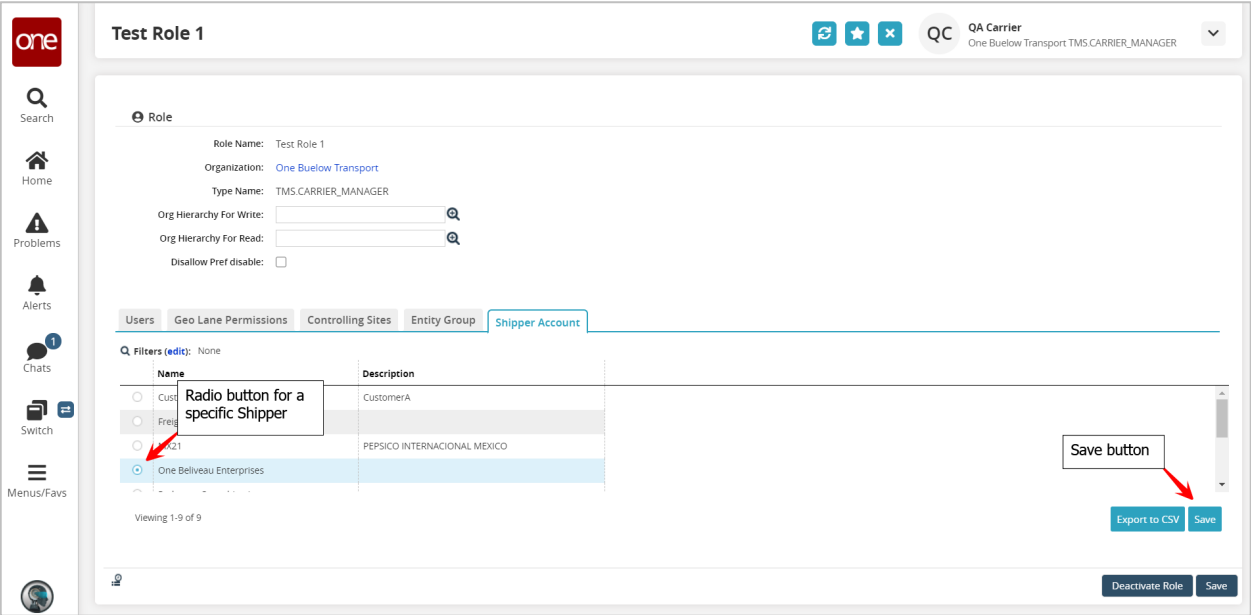 one
Test Role 1
QC
QA Carrier
One Buelow Transport TMS.CARRIER_MANAGER
Search
Home
Problems
Alerts
1
Chats
Switch
Menus/Favs
Role
Role Name: Test Role 1
Organization: One Buelow Transport
Type Name: TMS.CARRIER_MANAGER
Org Hierarchy For Write:
Org Hierarchy For Read:
Disallow Pref disable:
Users Geo Lane Permissions Controlling Sites Entity Group Shipper Account
Filters (edit): None
Name Description
CustomerA
PEPSICO INTERNACIONAL MEXICO
One Beliveau Enterprises
Radio button for a
specific Shipper
Save button
Viewing 1-9 of 9
Export to CSV Save
Deactivate Role Save